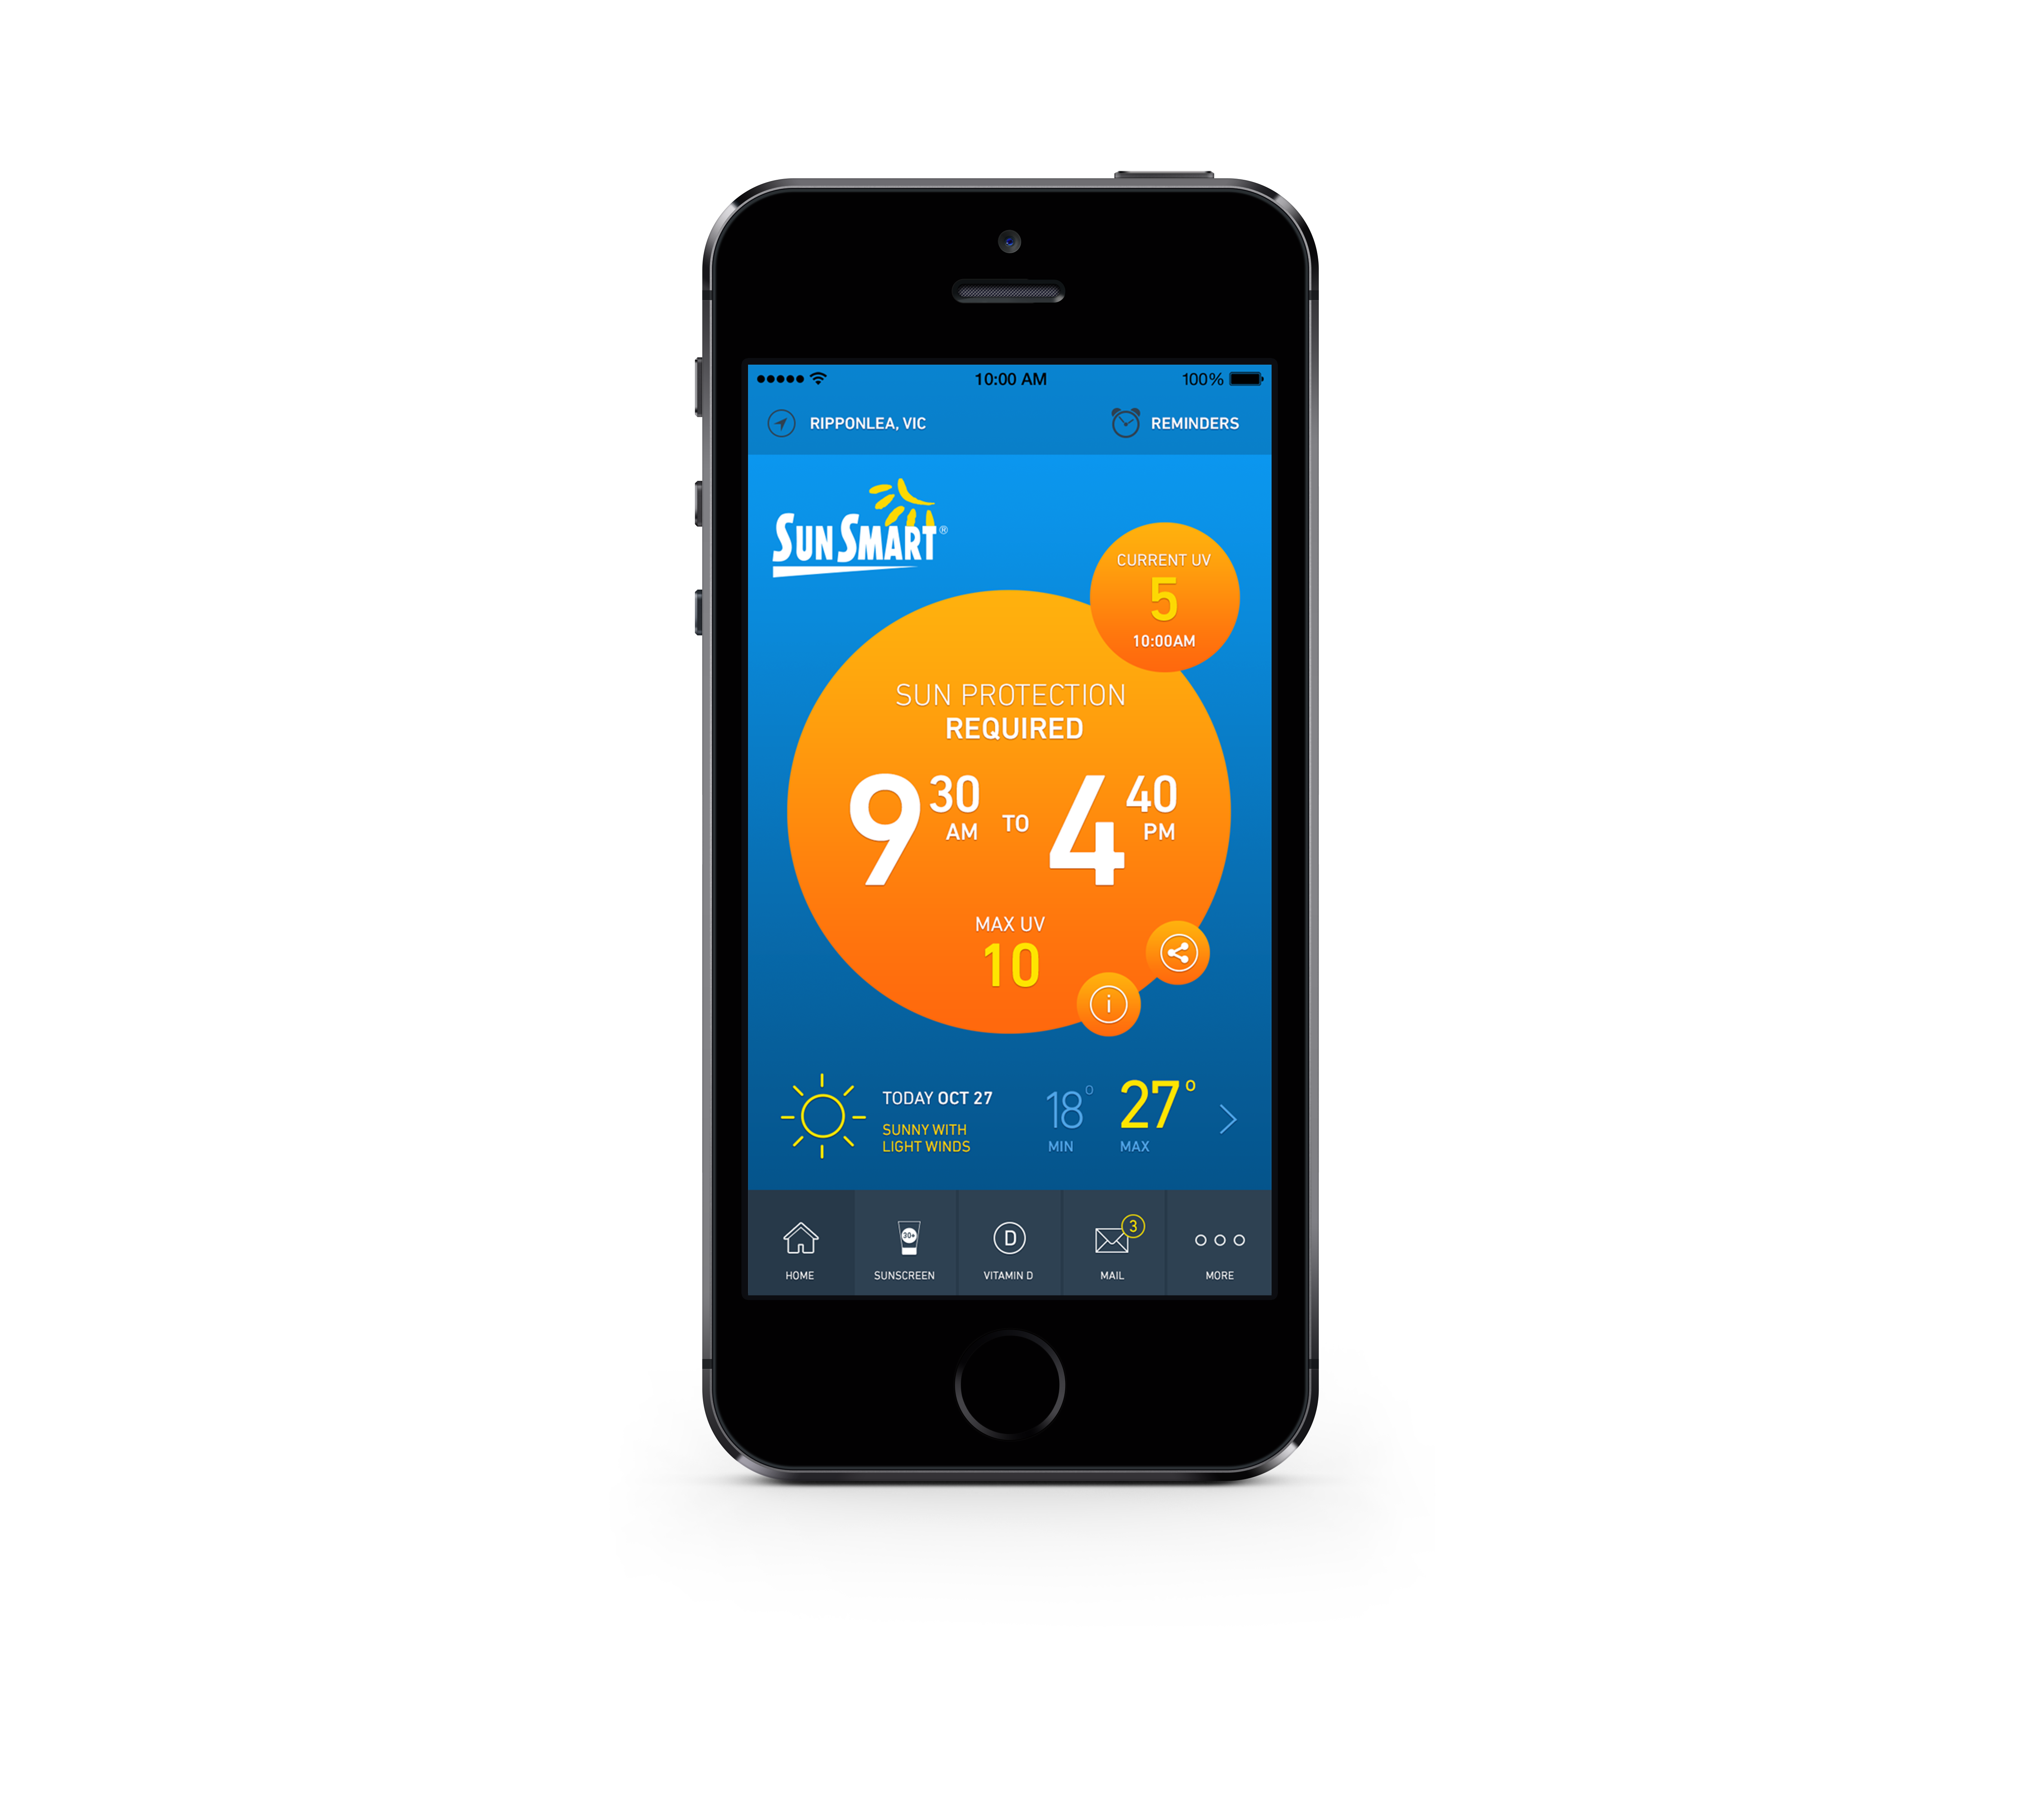 10:00 AM
100%
RIPPONLEA, VIC
REMINDERS
SUN SMART®
CURRENT UV
5
10:00AM
SUN PROTECTION
REQUIRED
9 30 AM TO 4 40 PM
MAX UV
10
i
TODAY OCT 27
SUNNY WITH
LIGHT WINDS
18°
MIN
27°
MAX
30+
D
3
HOME
SUNSCREEN
VITAMIN D
MAIL
MORE